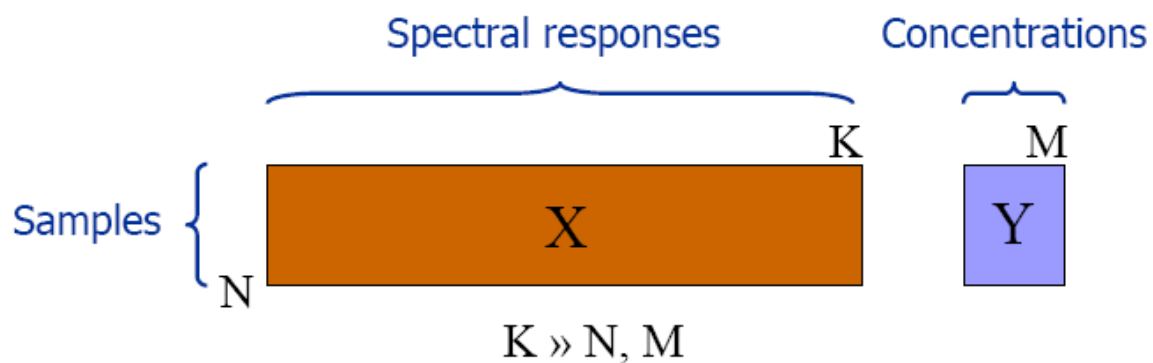 Spectral responses
Concentrations
K
M
Samples
X
Y
N
K » N, M